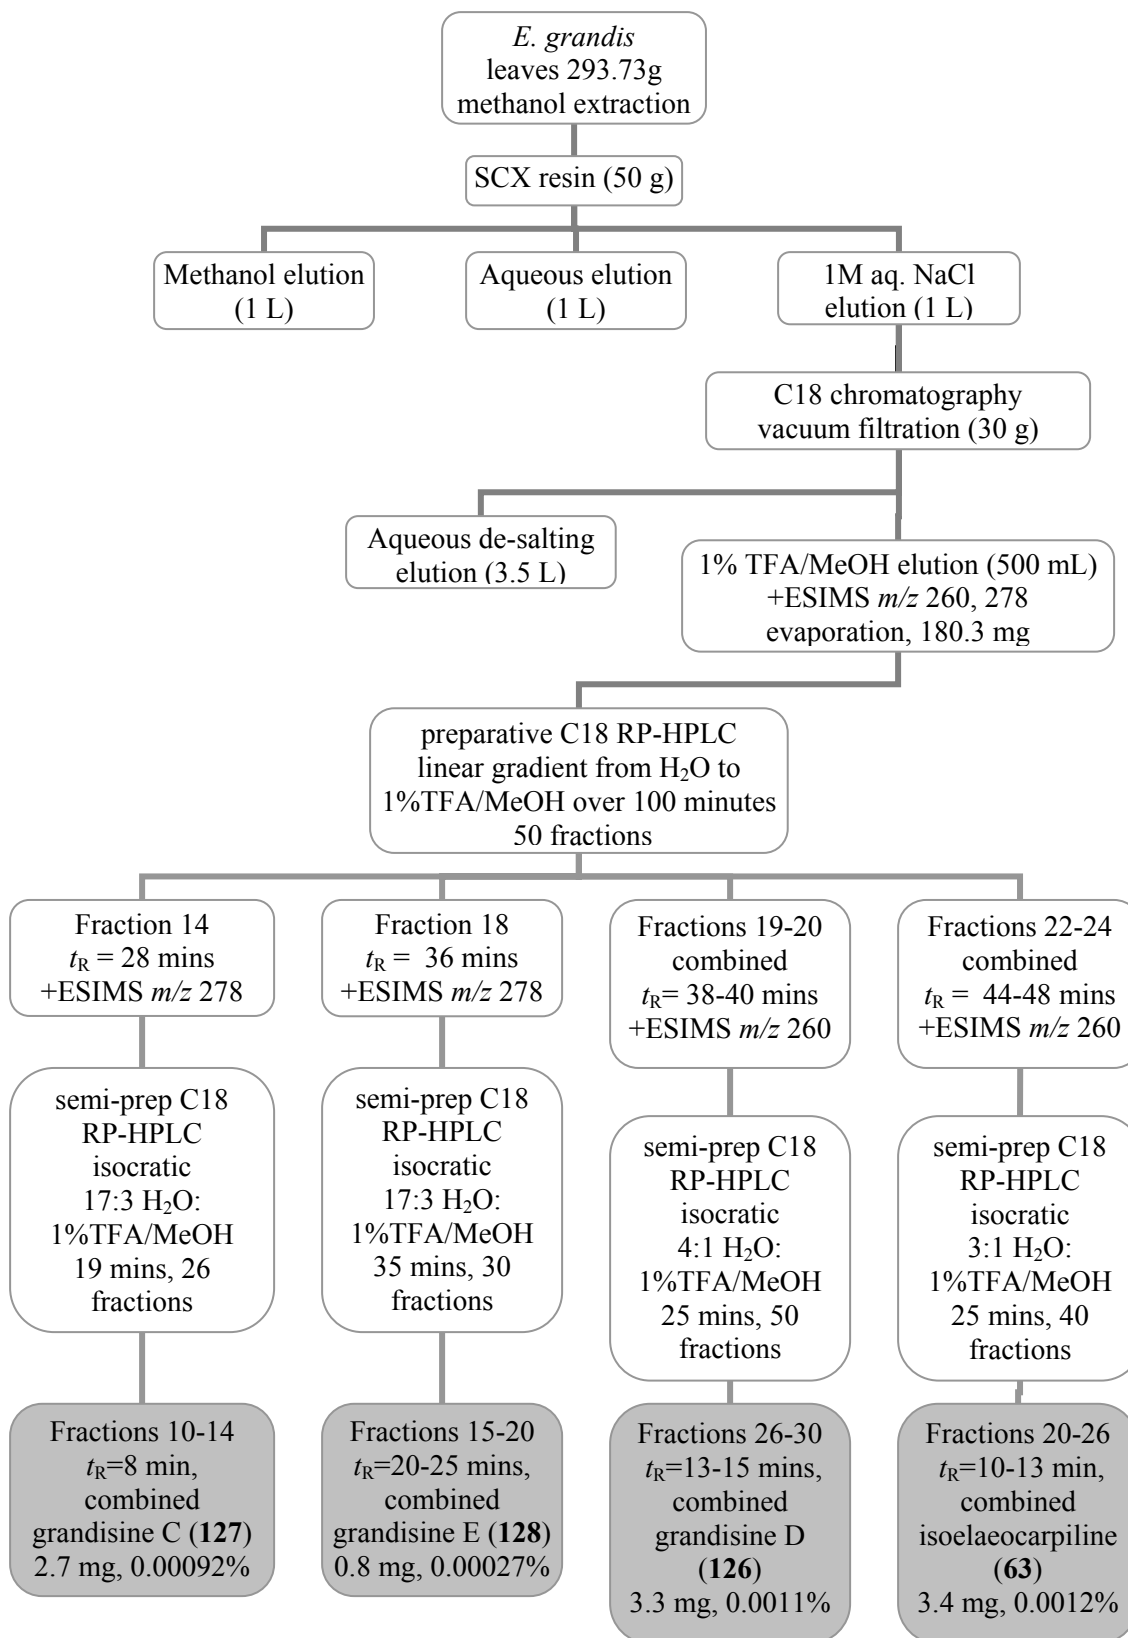 E. grandis
leaves 293.73g
methanol extraction
SCX resin (50 g)
Methanol elution
(1 L)
Aqueous elution
(1 L)
1M aq. NaCl
elution (1 L)
C18 chromatography
vacuum filtration (30 g)
Aqueous de-salting
elution (3.5 L)
1% TFA/MeOH elution (500 mL)
+ESIMS m/z 260, 278
evaporation, 180.3 mg
preparative C18 RP-HPLC
linear gradient from H₂O to
1%TFA/MeOH over 100 minutes
50 fractions
Fraction 14
tR = 28 mins
+ESIMS m/z 278
Fraction 18
tR = 36 mins
+ESIMS m/z 278
Fractions 19-20
combined
tR= 38-40 mins
+ESIMS m/z 260
Fractions 22-24
combined
tR = 44-48 mins
+ESIMS m/z 260
semi-prep C18
RP-HPLC
isocratic
17:3 H₂O:
1%TFA/MeOH
19 mins, 26
fractions
semi-prep C18
RP-HPLC
isocratic
17:3 H₂O:
1%TFA/MeOH
35 mins, 30
fractions
semi-prep C18
RP-HPLC
isocratic
4:1 H₂O:
1%TFA/MeOH
25 mins, 50
fractions
semi-prep C18
RP-HPLC
isocratic
3:1 H₂O:
1%TFA/MeOH
25 mins, 40
fractions
Fractions 10-14
tR=8 min,
combined
grandisine C (127)
2.7 mg, 0.00092%
Fractions 15-20
tR=20-25 mins,
combined
grandisine E (128)
0.8 mg, 0.00027%
Fractions 26-30
tR=13-15 mins,
combined
grandisine D
(126)
3.3 mg, 0.0011%
Fractions 20-26
tR=10-13 min,
combined
isoelaeocarpiline
(63)
3.4 mg, 0.0012%